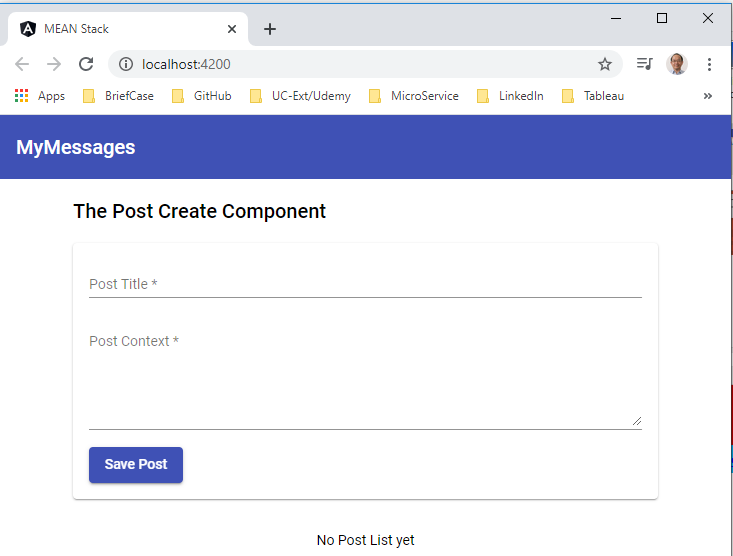 MEAN Stack
localhost:4200
Apps BriefCase GitHub UC-Ext/Udemy MicroService LinkedIn Tableau »
MyMessages
The Post Create Component
Post Title *
Post Context *
Save Post
No Post List yet